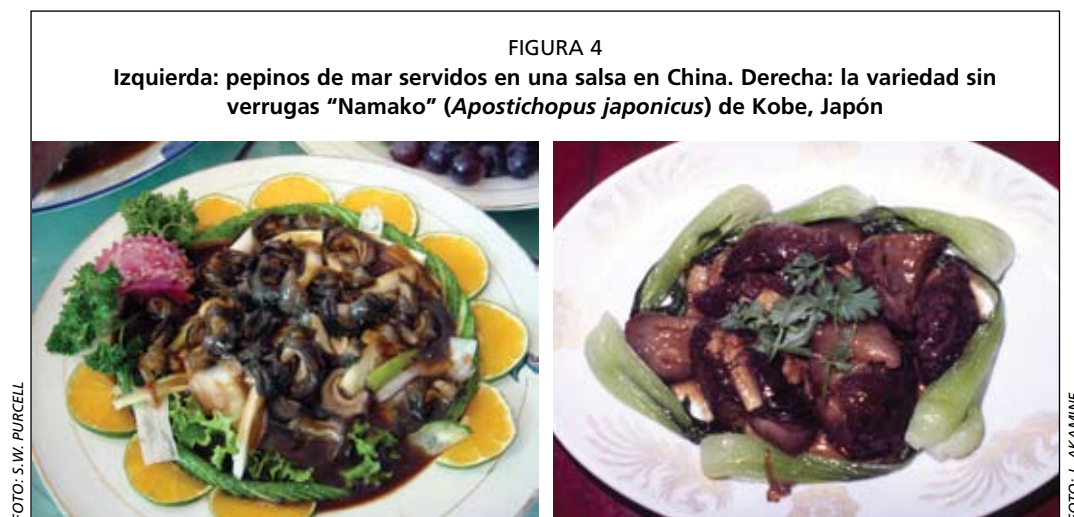 FIGURA 4
Izquierda: pepinos de mar servidos en una salsa en China. Derecha: la variedad sin
verrugas “Namako” (Apostichopus japonicus) de Kobe, Japón
FOTO: S.W. PURCELL
FOTO: J. AKAMINE